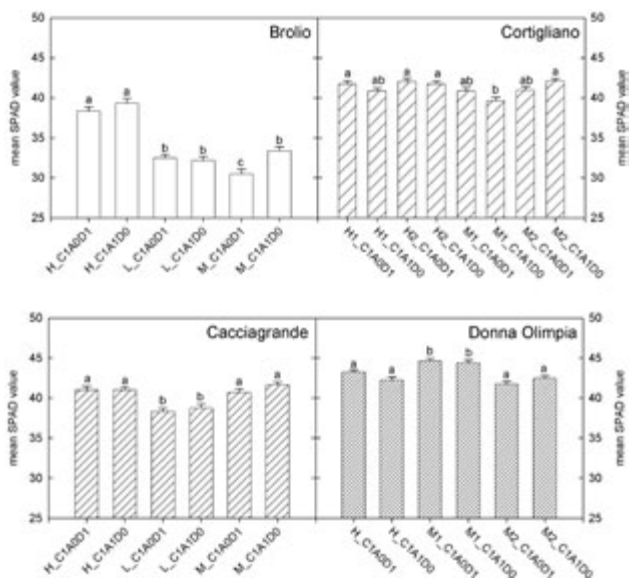 Brolio
Cortigliano
mean SPAD value
50
45
40
35
30
25
a
a
b
b
c
b
a
ab
a
a
ab
b
ab
a
50
45
40
35
30
25
mean SPAD value
H_C1A0D1
H_C1A1D0
L_C1A0D1
L_C1A1D0
M_C1A0D1
M_C1A1D0
H1_C1A0D1
H1_C1A1D0
H2_C1A0D1
H2_C1A1D0
M1_C1A0D1
M1_C1A1D0
M2_C1A0D1
M2_C1A1D0
Cacciagrande
Donna Olimpia
mean SPAD value
50
45
40
35
30
25
a
a
b
b
a
a
a
a
b
b
a
a
50
45
40
35
30
25
mean SPAD value
H_C1A0D1
H_C1A1D0
L_C1A0D1
L_C1A1D0
M_C1A0D1
M_C1A1D0
H_C1A0D1
H_C1A1D0
M1_C1A0D1
M1_C1A1D0
M2_C1A0D1
M2_C1A1D0